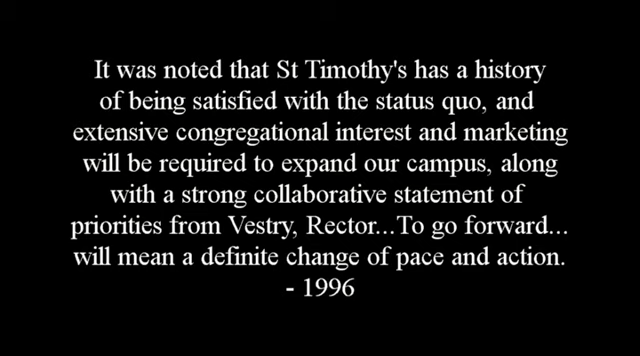 It was noted that St Timothy's has a history
of being satisfied with the status quo, and
extensive congregational interest and marketing
will be required to expand our campus, along
with a strong collaborative statement of
priorities from Vestry, Rector...To go forward...
will mean a definite change of pace and action.
- 1996